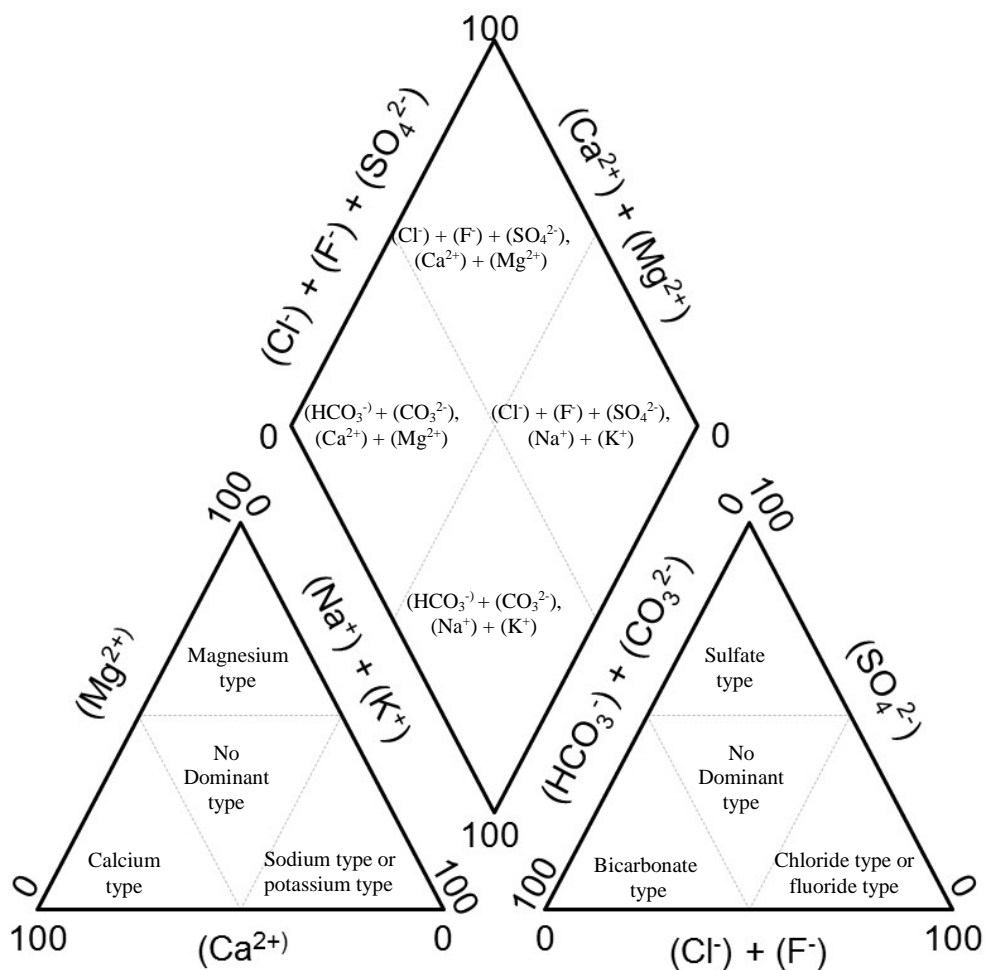 100
(Cl⁻) + (F⁻) + (SO₄²⁻)
(Ca²⁺) + (Mg²⁺)
(Cl⁻) + (F⁻) + (SO₄²⁻),
(Ca²⁺) + (Mg²⁺)
(HCO₃⁻⁾ + (CO₃²⁻),
(Ca²⁺) + (Mg²⁺)
(Cl⁻) + (F⁻) + (SO₄²⁻),
(Na⁺) + (K⁺)
0
0
(HCO₃⁻⁾ + (CO₃²⁻),
(Na⁺) + (K⁺)
100
100
0
(Mg²⁺)
(Na⁺) + (K⁺)
Magnesium
type
No
Dominant
type
Calcium
type
Sodium type or
potassium type
0
100
100
0
(Ca²⁺⁾
0
100
(HCO₃⁻) + (CO₃²⁻)
(SO₄²⁻)
Sulfate
type
No
Dominant
type
Bicarbonate
type
Chloride type or
fluoride type
100
0
0
100
(Cl⁻) + (F⁻)